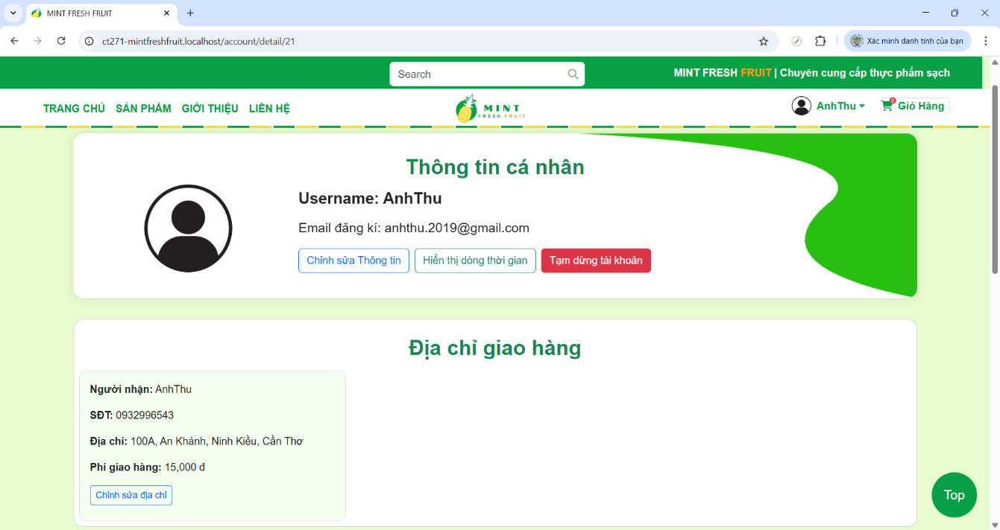 MINT FRESH FRUIT
ct271-mintfreshfruit.localhost/account/detail/21
Xác minh danh tính của bạn
Search
MINT FRESH FRUIT | Chuyên cung cấp thực phẩm sạch
TRANG CHỦ SẢN PHẨM GIỚI THIỆU LIÊN HỆ
MINT
FRESH FRUIT
AnhThu
0
Giỏ Hàng
Thông tin cá nhân
Username: AnhThu
Email đăng kí: anhthu.2019@gmail.com
Chỉnh sửa Thông tin
Hiển thị dòng thời gian
Tạm dừng tài khoản
Địa chỉ giao hàng
Người nhận: AnhThu
SĐT: 0932996543
Địa chỉ: 100A, An Khánh, Ninh Kiều, Cần Thơ
Phí giao hàng: 15,000 đ
Chỉnh sửa địa chỉ
Top